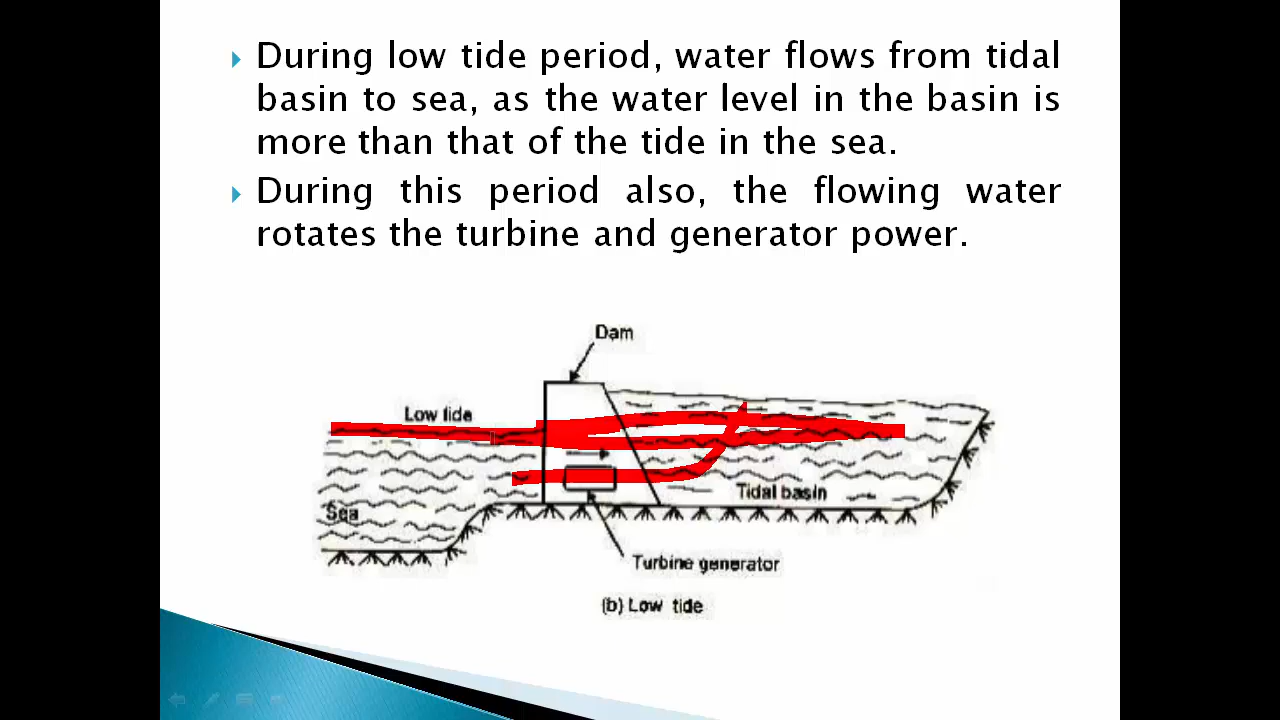 During low tide period, water flows from tidal
basin to sea, as the water level in the basin is
more than that of the tide in the sea.
During this period also, the flowing water
rotates the turbine and generator power.
Dam
Low tide
Tidal basin
Sea
Turbine generator
(b) Low tide